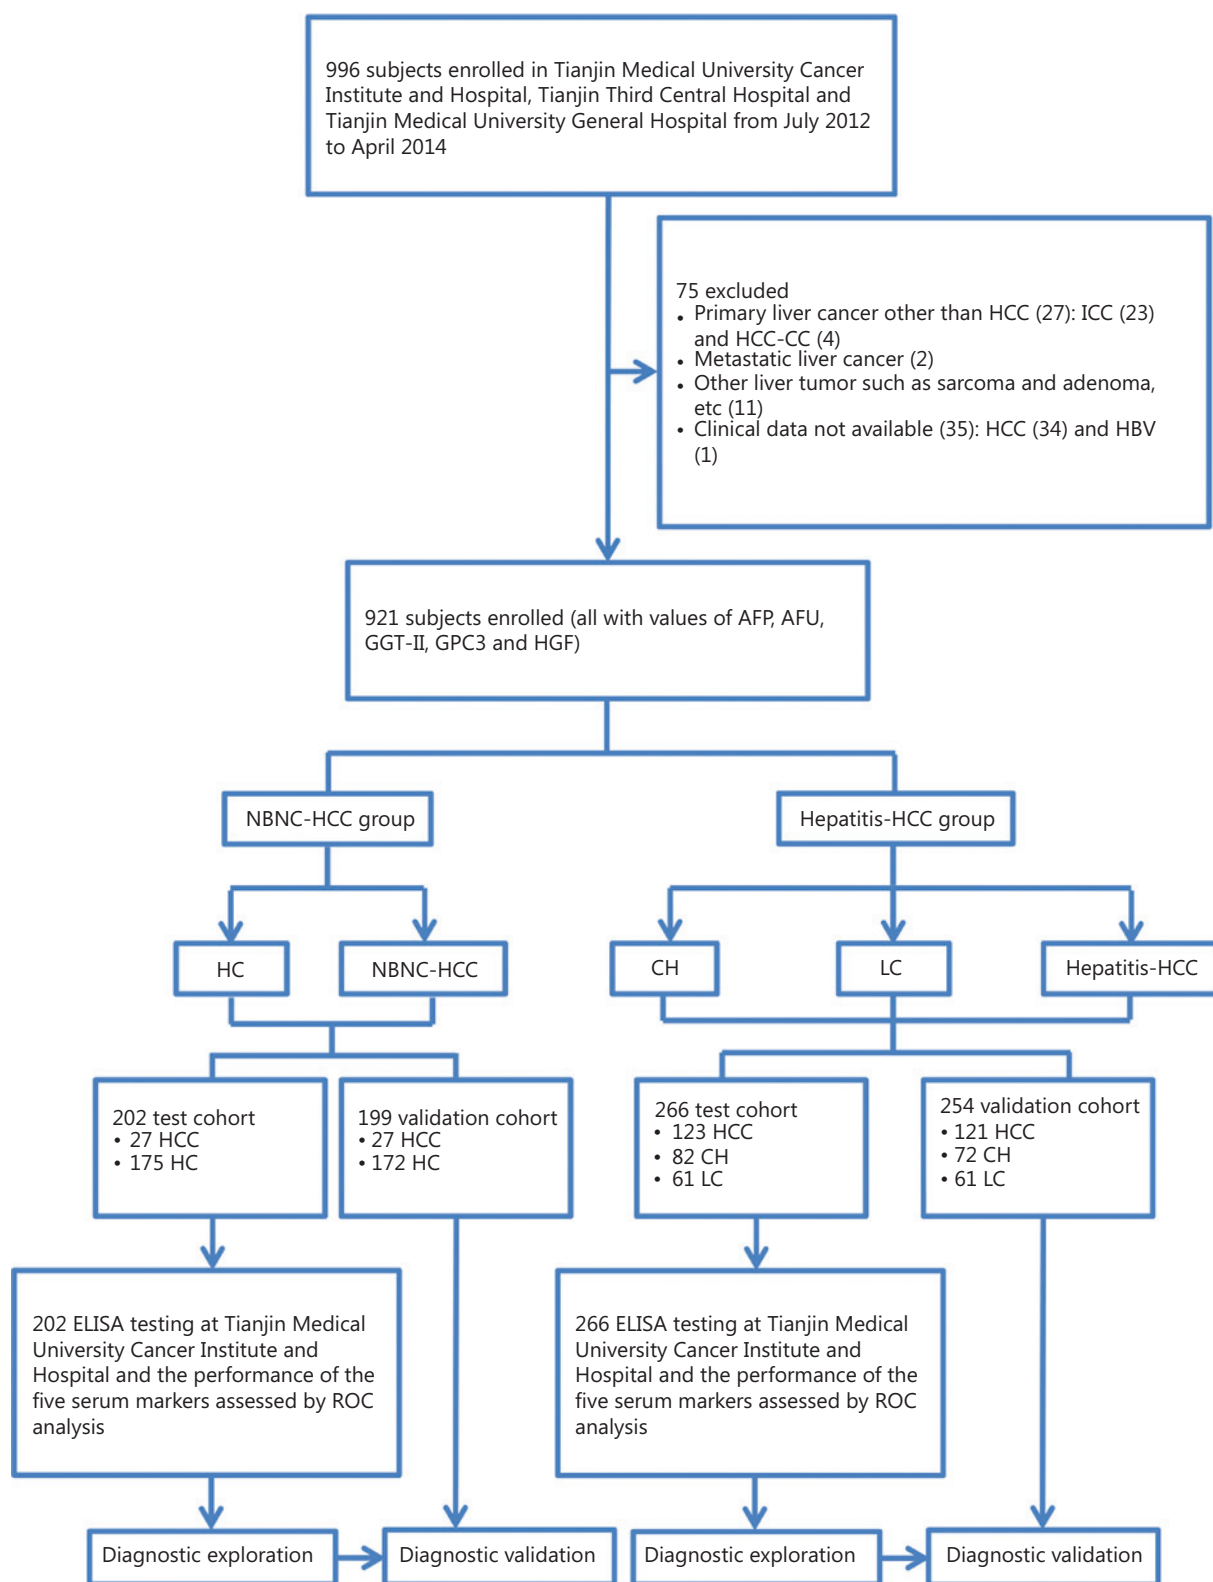 996 subjects enrolled in Tianjin Medical University Cancer
Institute and Hospital, Tianjin Third Central Hospital and
Tianjin Medical University General Hospital from July 2012
to April 2014
75 excluded
• Primary liver cancer other than HCC (27): ICC (23)
and HCC-CC (4)
• Metastatic liver cancer (2)
• Other liver tumor such as sarcoma and adenoma,
etc (11)
• Clinical data not available (35): HCC (34) and HBV
(1)
921 subjects enrolled (all with values of AFP, AFU,
GGT-II, GPC3 and HGF)
NBNC-HCC group
Hepatitis-HCC group
HC
NBNC-HCC
CH
LC
Hepatitis-HCC
202 test cohort
• 27 HCC
• 175 HC
199 validation cohort
• 27 HCC
• 172 HC
266 test cohort
• 123 HCC
• 82 CH
• 61 LC
254 validation cohort
• 121 HCC
• 72 CH
• 61 LC
202 ELISA testing at Tianjin Medical
University Cancer Institute and
Hospital and the performance of the
five serum markers assessed by ROC
analysis
266 ELISA testing at Tianjin Medical
University Cancer Institute and
Hospital and the performance of the
five serum markers assessed by ROC
analysis
Diagnostic exploration
Diagnostic validation
Diagnostic exploration
Diagnostic validation